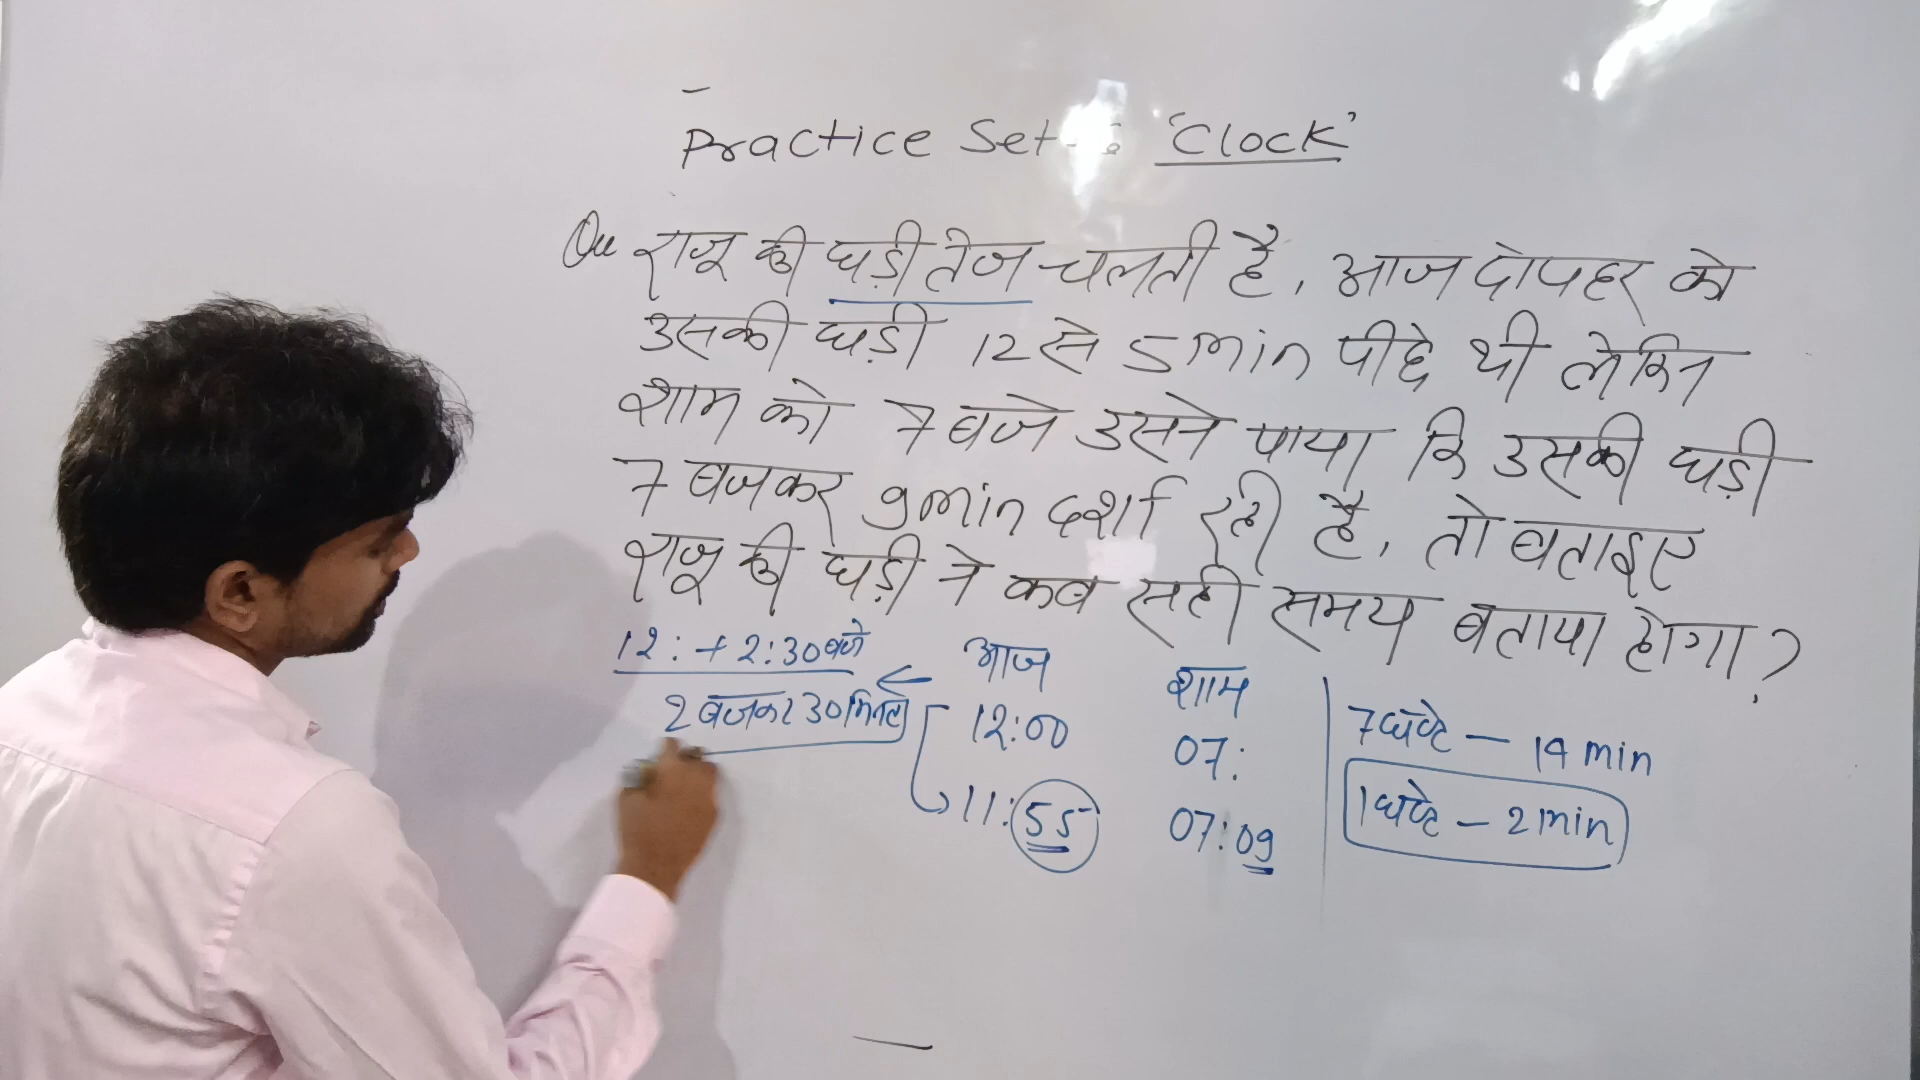 Practice Set- 'Clock'
Qu राजू की घड़ी तेज चलती है, आज दोपहर को
उसकी घड़ी 12 से 5 min पीछे थी लेकिन
शाम को 7 बजे उसने पाया कि उसकी घड़ी
7 बजकर 9 min दर्शा रही है, तो बताइए
राजू की घड़ी ने कब सही समय बताया होगा?
12: + 2:30 बजे
2 बजकर 30 मिनट
आज
12:00
11:55
शाम
07:
07:09
7 घण्टे — 14 min
1 घण्टे — 2 min